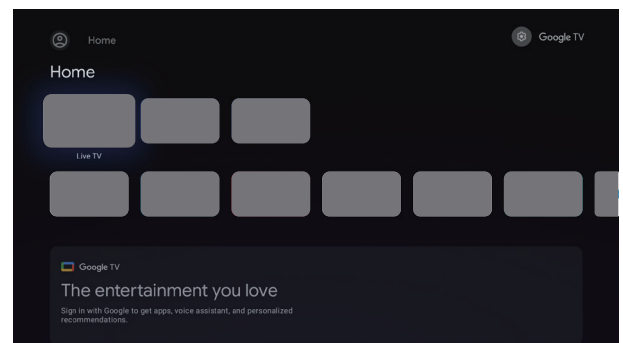 Home
Google TV
Home
Live TV
Google TV
The entertainment you love
Sign in with Google to get apps, voice assistant, and personalized
recommendations.